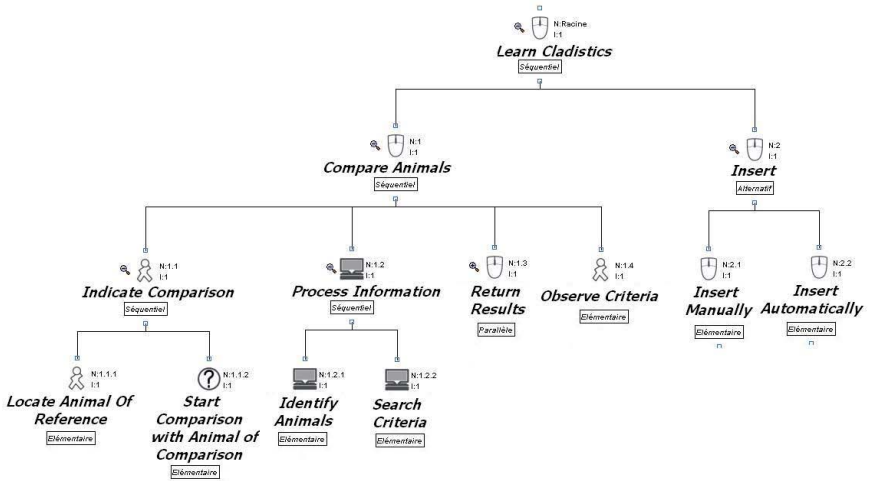 N:Racine
I:1
Learn Cladistics
Séquentiel
N:1
I:1
Compare Animals
Séquentiel
N:2
I:1
Insert
Alternatif
N:1.1
I:1
Indicate Comparison
Séquentiel
N:1.2
I:1
Process Information
Séquentiel
N:1.3
I:1
Return
Results
Parallèle
N:1.4
I:1
Observe Criteria
Elémentaire
N:2.1
I:1
Insert
Manually
Elémentaire
N:2.2
I:1
Insert
Automatically
Elémentaire
N:1.1.1
I:1
Locate Animal Of
Reference
Elémentaire
?
N:1.1.2
I:1
Start
Comparison
with Animal of
Comparison
Elémentaire
N:1.2.1
I:1
Identify
Animals
Elémentaire
N:1.2.2
I:1
Search
Criteria
Elémentaire